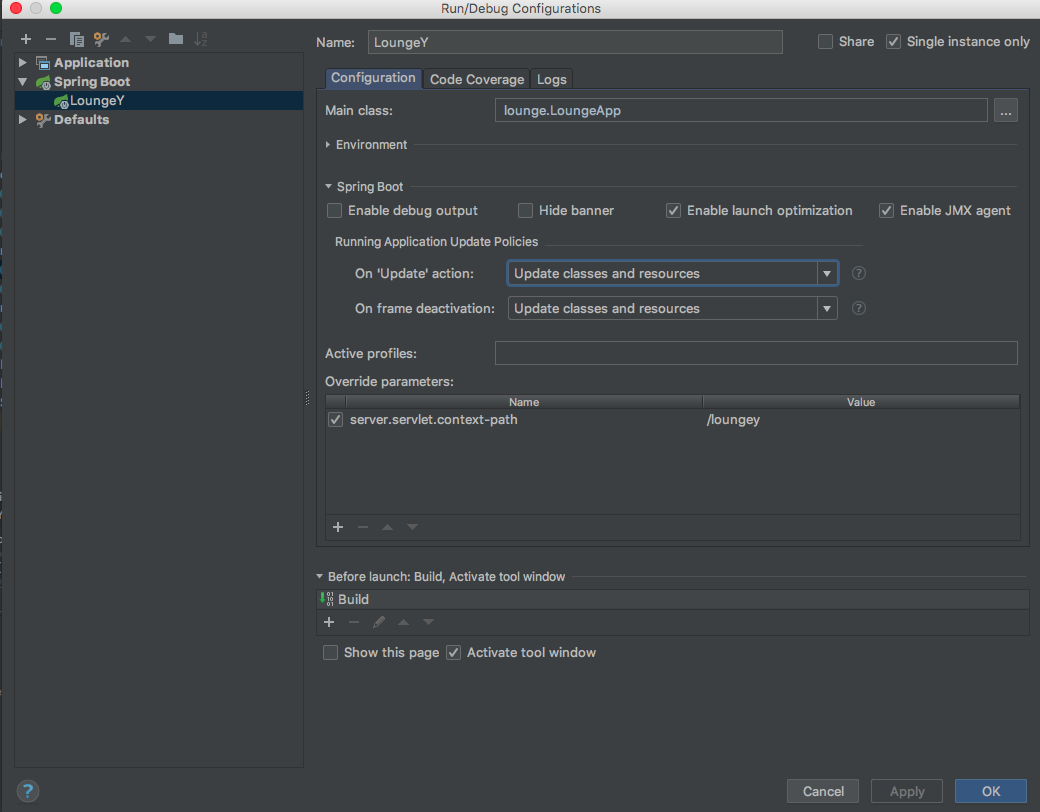 Run/Debug Configurations
Name: LoungeY Share Single instance only
Application
Spring Boot
LoungeY
Defaults
Configuration Code Coverage Logs
Main class: lounge.LoungeApp ...
Environment
Spring Boot
Enable debug output Hide banner Enable launch optimization Enable JMX agent
Running Application Update Policies
On 'Update' action: Update classes and resources ?
On frame deactivation: Update classes and resources ?
Active profiles:
Override parameters:
Name Value
server.servlet.context-path /loungey
Before launch: Build, Activate tool window
Build
Show this page Activate tool window
? Cancel Apply OK